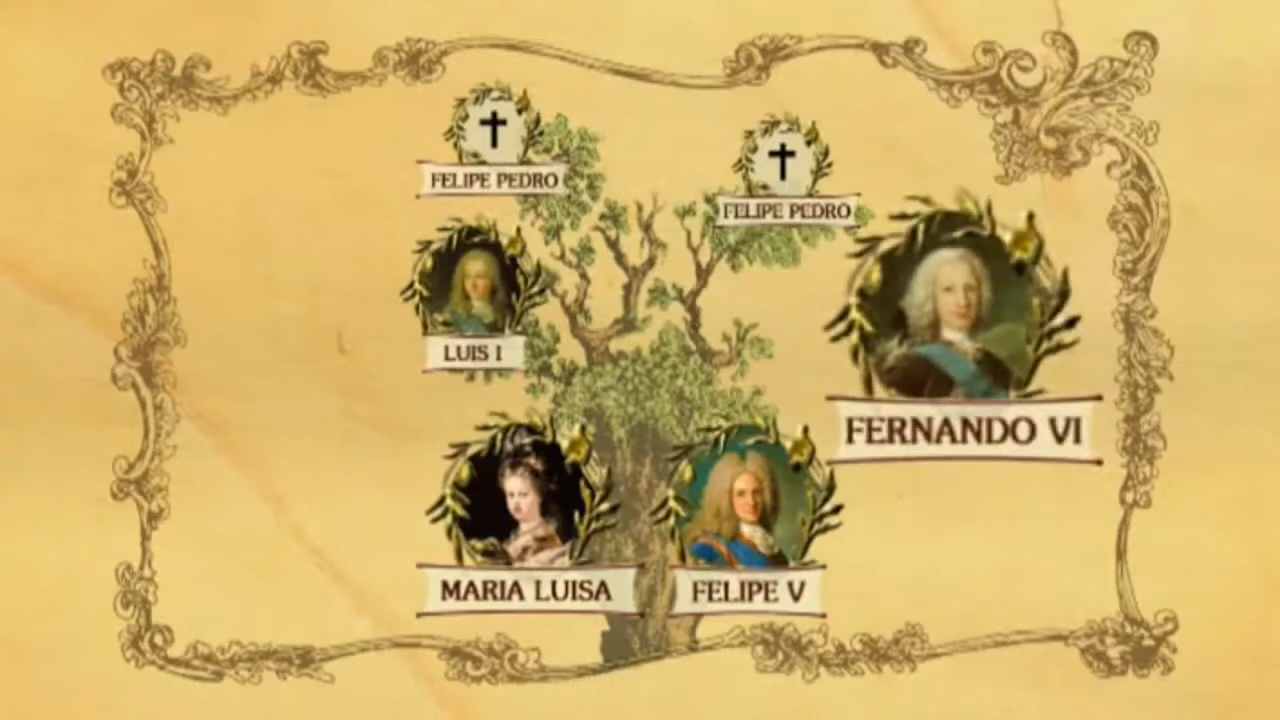 FELIPE PEDRO
FELIPE PEDRO
LUIS I
FERNANDO VI
MARIA LUISA
FELIPE V